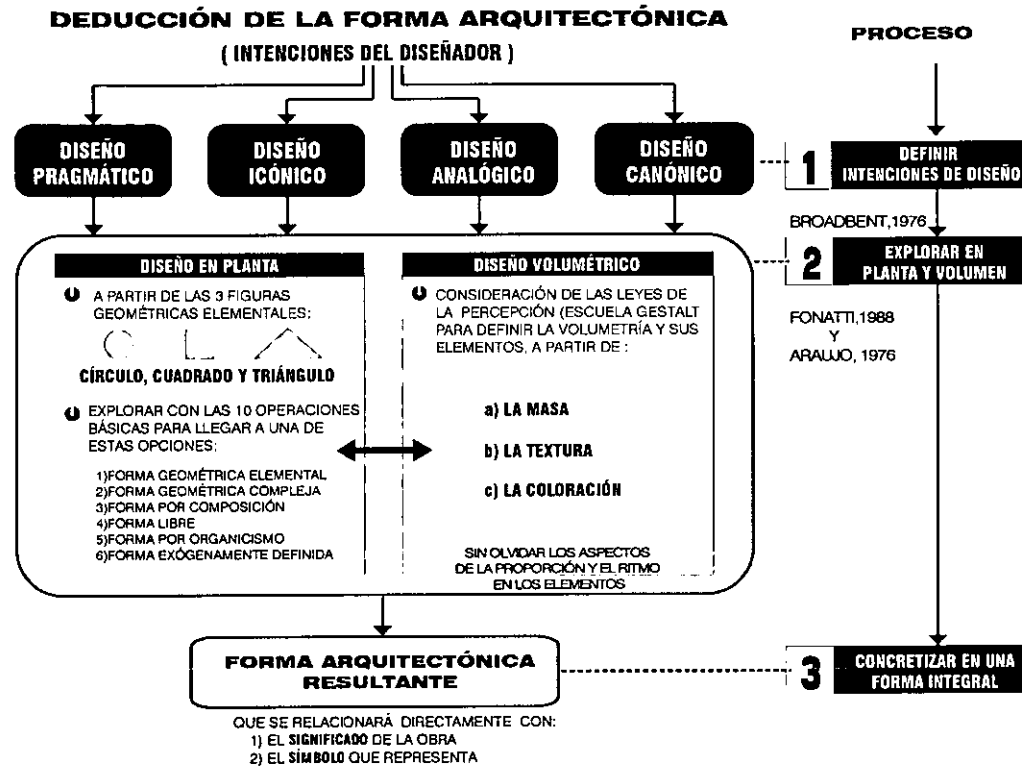 DEDUCCIÓN DE LA FORMA ARQUITECTÓNICA
( INTENCIONES DEL DISEÑADOR )
PROCESO
DISEÑO
PRAGMÁTICO
DISEÑO
ICÓNICO
DISEÑO
ANALÓGICO
DISEÑO
CANÓNICO
1
DEFINIR
INTENCIONES DE DISEÑO
BROADBENT,1976
2
EXPLORAR EN
PLANTA Y VOLUMEN
FONATTI,1988
Y
ARAUJO, 1976
DISEÑO EN PLANTA
A PARTIR DE LAS 3 FIGURAS
GEOMÉTRICAS ELEMENTALES:
CÍRCULO, CUADRADO Y TRIÁNGULO
EXPLORAR CON LAS 10 OPERACIONES
BÁSICAS PARA LLEGAR A UNA DE
ESTAS OPCIONES:
1)FORMA GEOMÉTRICA ELEMENTAL
2)FORMA GEOMÉTRICA COMPLEJA
3)FORMA POR COMPOSICIÓN
4)FORMA LIBRE
5)FORMA POR ORGANICISMO
6)FORMA EXÓGENAMENTE DEFINIDA
DISEÑO VOLUMÉTRICO
CONSIDERACIÓN DE LAS LEYES DE
LA PERCEPCIÓN (ESCUELA GESTALT
PARA DEFINIR LA VOLUMETRÍA Y SUS
ELEMENTOS, A PARTIR DE :
a) LA MASA
b) LA TEXTURA
c) LA COLORACIÓN
SIN OLVIDAR LOS ASPECTOS
DE LA PROPORCIÓN Y EL RITMO
EN LOS ELEMENTOS
FORMA ARQUITECTÓNICA
RESULTANTE
3
CONCRETIZAR EN UNA
FORMA INTEGRAL
QUE SE RELACIONARÁ DIRECTAMENTE CON:
1) EL SIGNIFICADO DE LA OBRA
2) EL SÍMBOLO QUE REPRESENTA